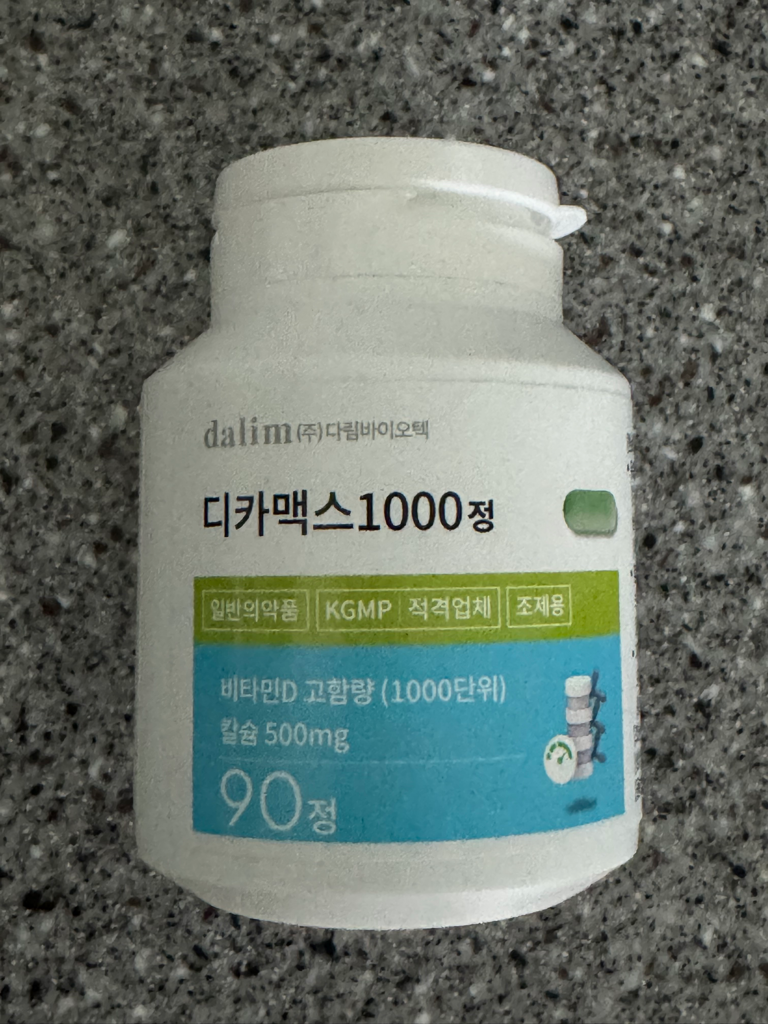 dalim (주)다림바이오텍
디카맥스1000정
일반의약품 KGMP 적격업체 조제용
비타민D 고함량 (1000단위)
칼슘 500mg
90정